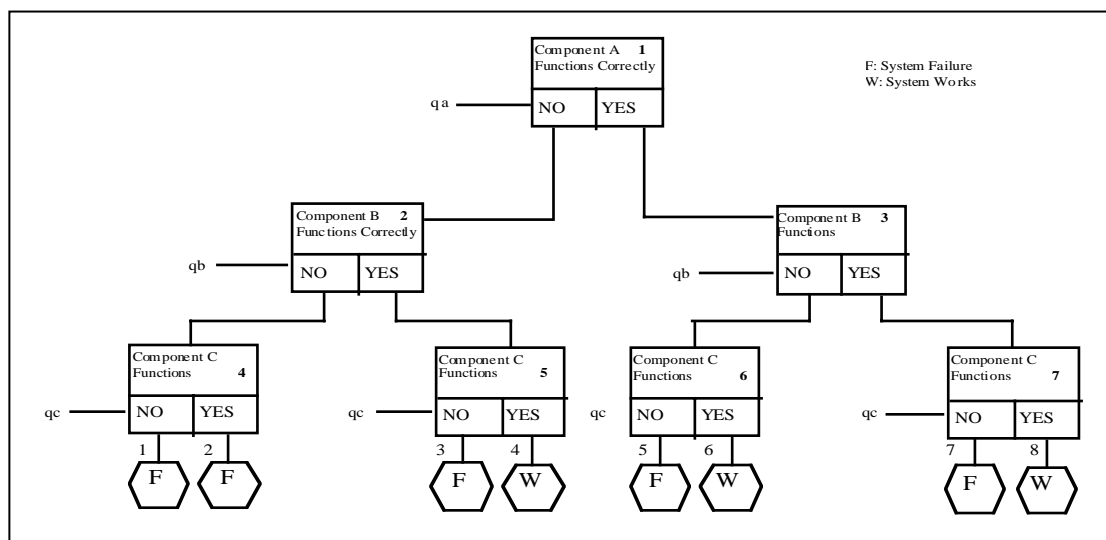 Component A 1
Functions Correctly
F: System Failure
W: System Works
qa
NO YES
Component B 2
Functions Correctly
Component B 3
Functions
qb
NO YES
qb
NO YES
Component C
Functions 4
Component C
Functions 5
Component C
Functions 6
Component C
Functions 7
qc
NO YES
qc
NO YES
qc
NO YES
qc
NO YES
1 2 3 4 5 6 7 8
F F F W F W F W